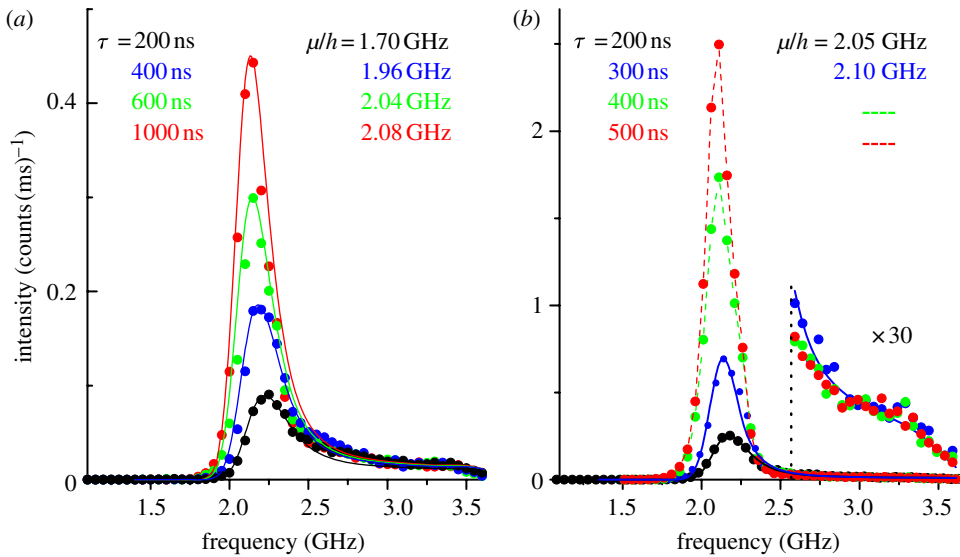 (a)
τ = 200 ns μ/h = 1.70 GHz
400 ns 1.96 GHz
600 ns 2.04 GHz
1000 ns 2.08 GHz
0.4
0.2
0
1.5 2.0 2.5 3.0 3.5
frequency (GHz)
intensity (counts (ms)⁻¹)
(b)
τ = 200 ns μ/h = 2.05 GHz
300 ns 2.10 GHz
400 ns
500 ns
2
1
0
×30
1.5 2.0 2.5 3.0 3.5
frequency (GHz)